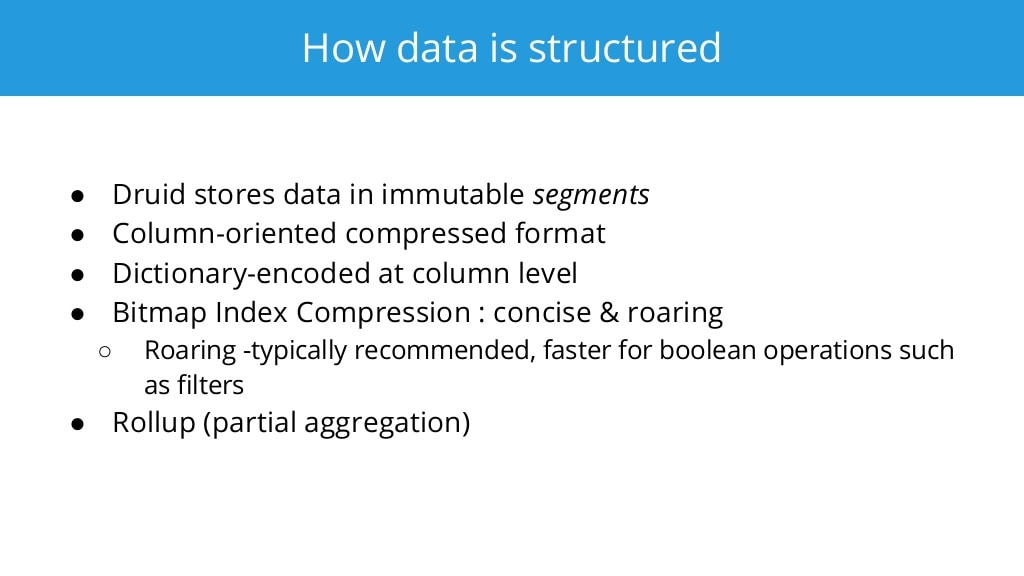 How data is structured
● Druid stores data in immutable segments
● Column-oriented compressed format
● Dictionary-encoded at column level
● Bitmap Index Compression : concise & roaring
○ Roaring -typically recommended, faster for boolean operations such
as filters
● Rollup (partial aggregation)